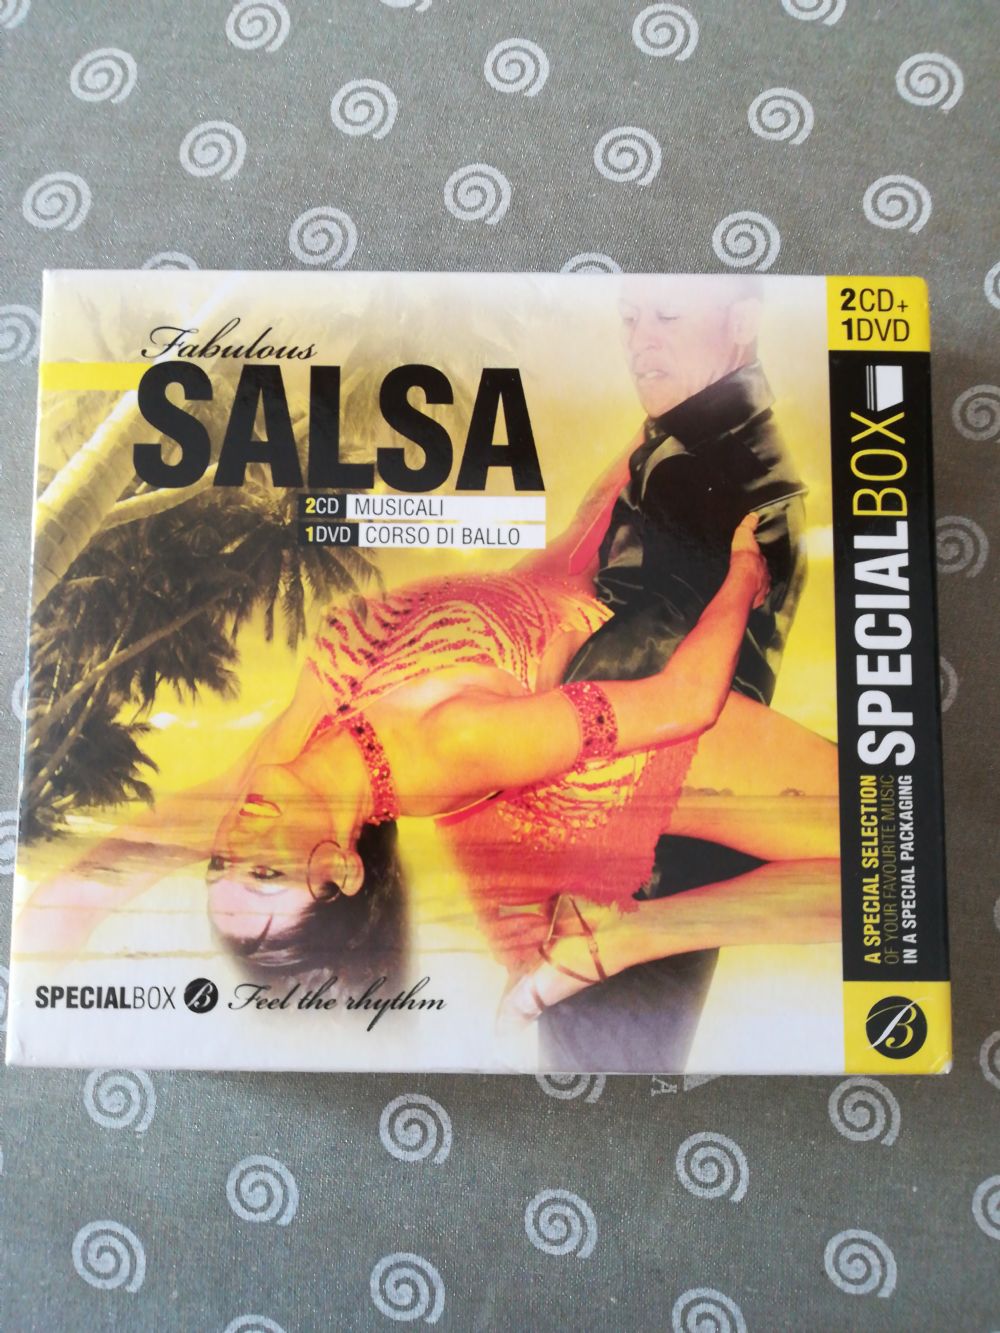 Fabulous
SALSA
2CD MUSICALI
1DVD CORSO DI BALLO
SPECIALBOX B Feel the rhythm
2CD+
1DVD
SPECIALBOX
A SPECIAL SELECTION
OF YOUR FAVOURITE MUSIC
IN A SPECIAL PACKAGING
B